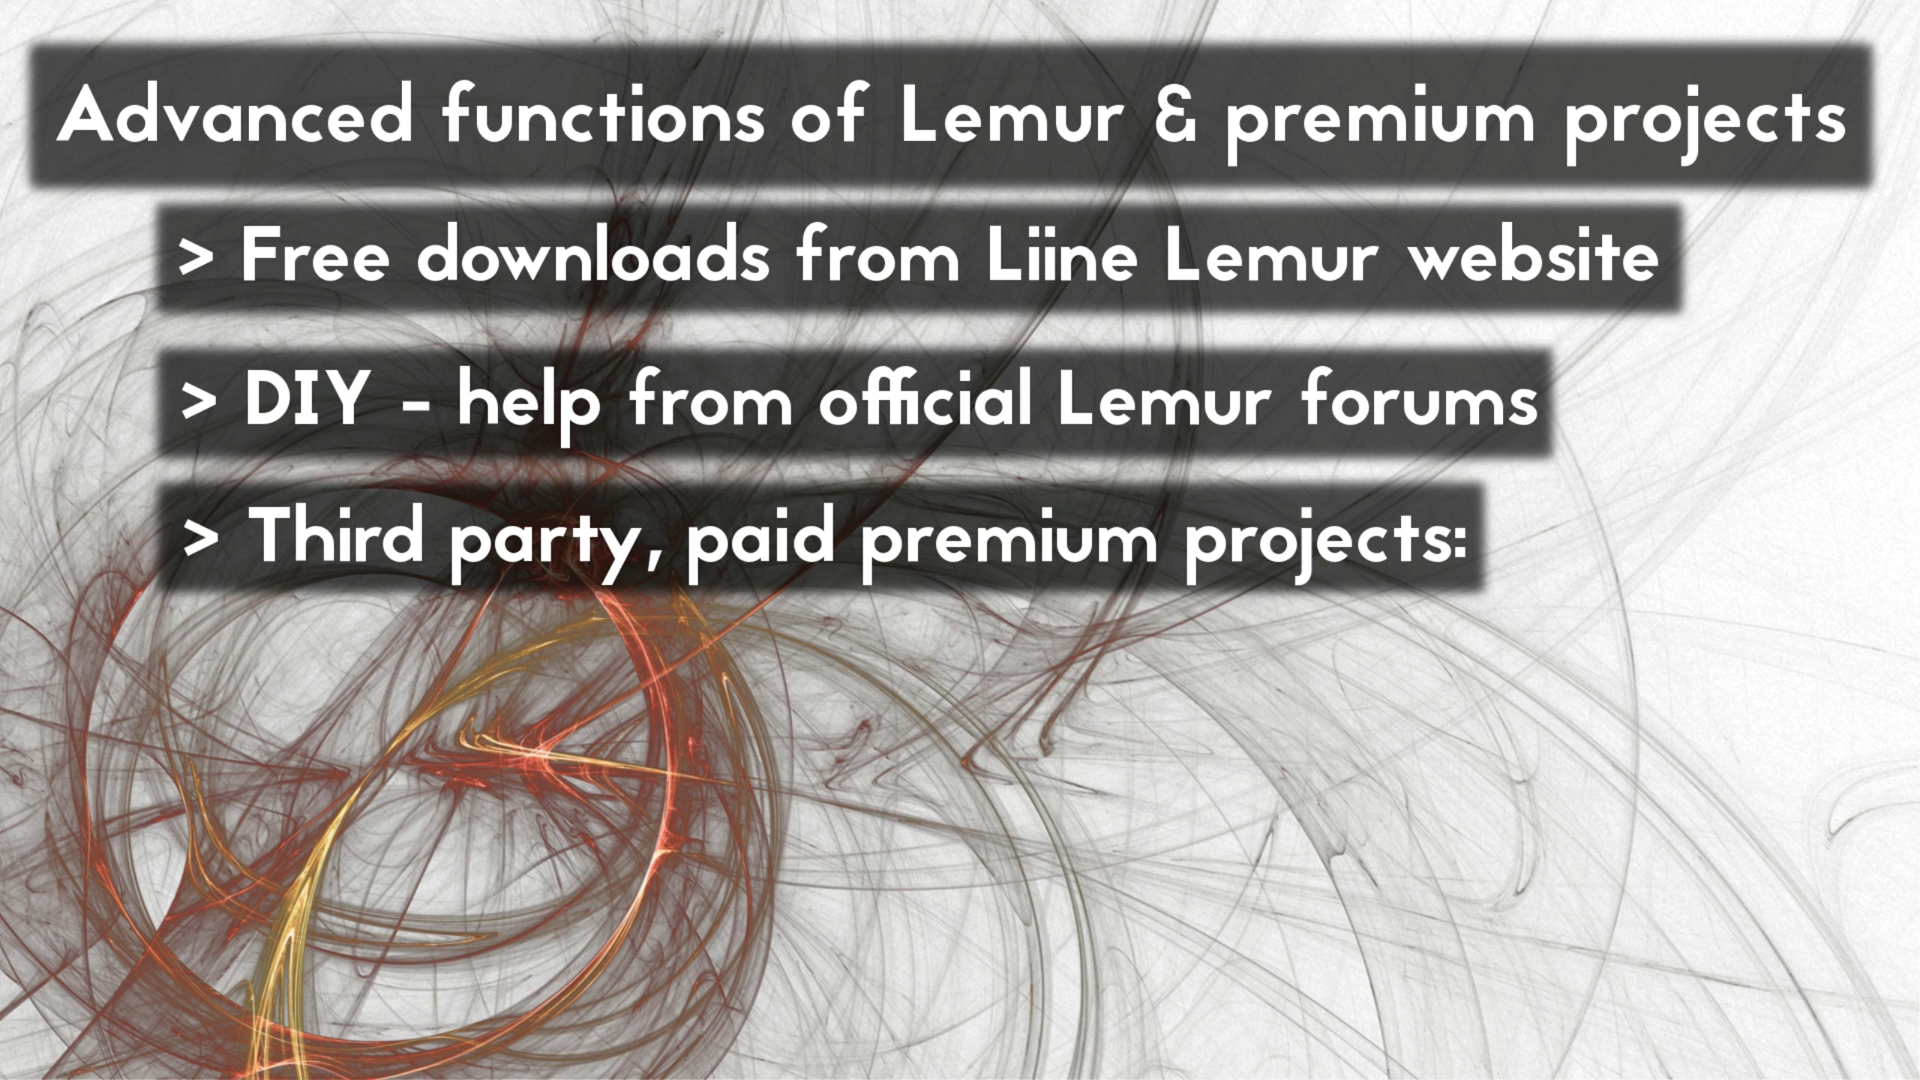 Advanced functions of Lemur & premium projects
> Free downloads from Liine Lemur website
> DIY - help from official Lemur forums
> Third party, paid premium projects: